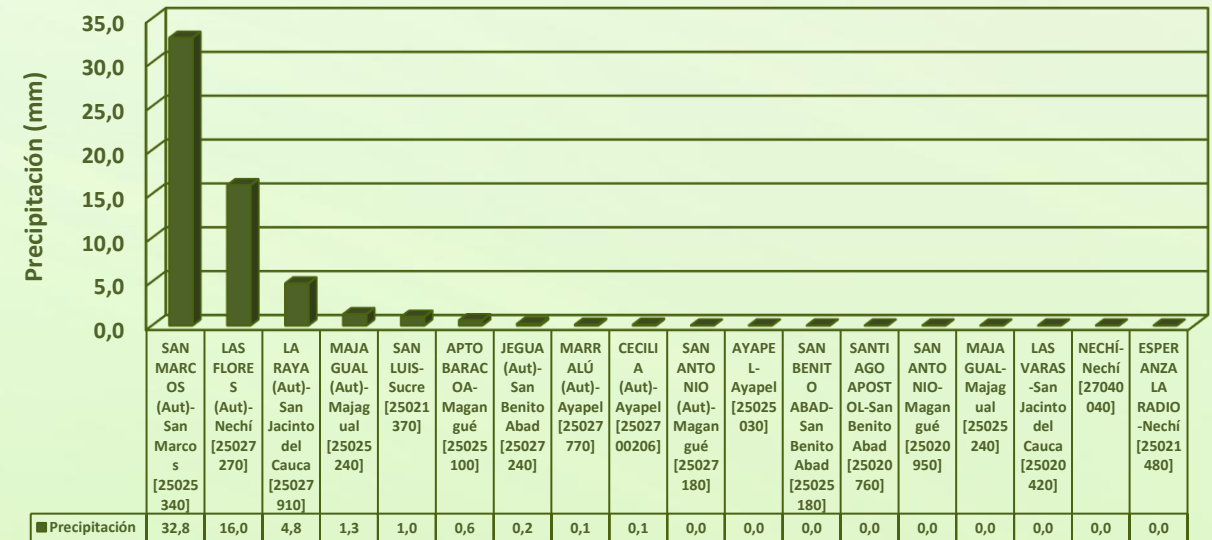 Precipitación (mm)
35,0
30,0
25,0
20,0
15,0
10,0
5,0
0,0
SAN
MARC
OS
(Aut)-
San
Marco
s
[25025
340]
LAS
FLORE
S
(Aut)-
Nechí
[25027
270]
LA
RAYA
(Aut)-
San
Jacinto
del
Cauca
[25027
910]
MAJA
GUAL
(Aut)-
Majag
ual
[25025
240]
SAN
LUIS-
Sucre
[25021
370]
APTO
BARAC
OA-
Magan
gué
[25025
100]
JEGUA
(Aut)-
San
Benito
Abad
[25027
240]
MARR
ALÚ
(Aut)-
Ayapel
[25027
770]
CECILI
A
(Aut)-
Ayapel
[25027
00206]
SAN
ANTO
NIO
(Aut)-
Magan
gué
[25027
180]
AYAPE
L-
Ayapel
[25025
030]
SAN
BENIT
O
ABAD-
San
Benito
Abad
[25025
180]
SANTI
AGO
APOST
OL-San
Benito
Abad
[25020
760]
SAN
ANTO
NIO-
Magan
gué
[25020
950]
MAJA
GUAL-
Majag
ual
[25025
240]
LAS
VARAS
-San
Jacinto
del
Cauca
[25020
420]
NECHÍ-
Nechí
[27040
040]
ESPER
ANZA
LA
RADIO
-Nechí
[25021
480]
Precipitación 32,8 16,0 4,8 1,3 1,0 0,6 0,2 0,1 0,1 0,0 0,0 0,0 0,0 0,0 0,0 0,0 0,0 0,0